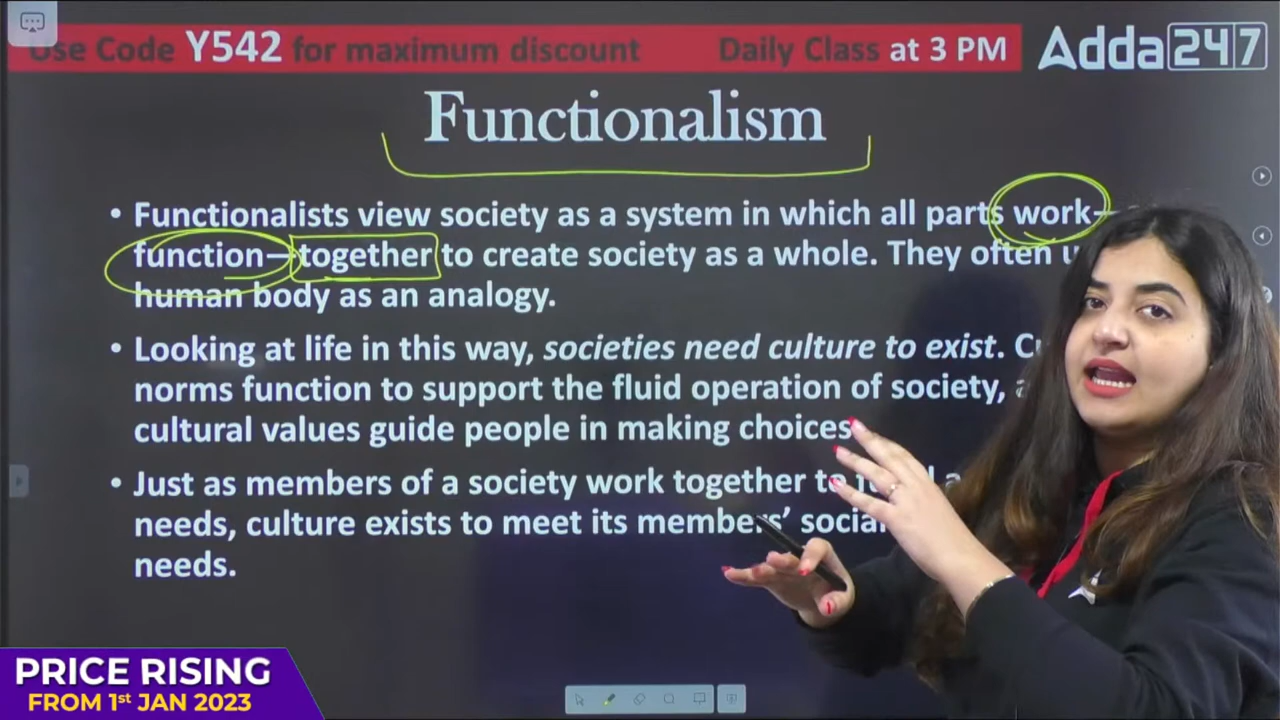 Use Code Y542 for maximum discount Daily Class at 3 PM Adda247
Functionalism
• Functionalists view society as a system in which all parts work—
function—together to create society as a whole. They often
human body as an analogy.
• Looking at life in this way, societies need culture to exist.
norms function to support the fluid operation of society,
cultural values guide people in making choices.
• Just as members of a society work together to
needs, culture exists to meet its members’ social
needs.
PRICE RISING
FROM 1st JAN 2023